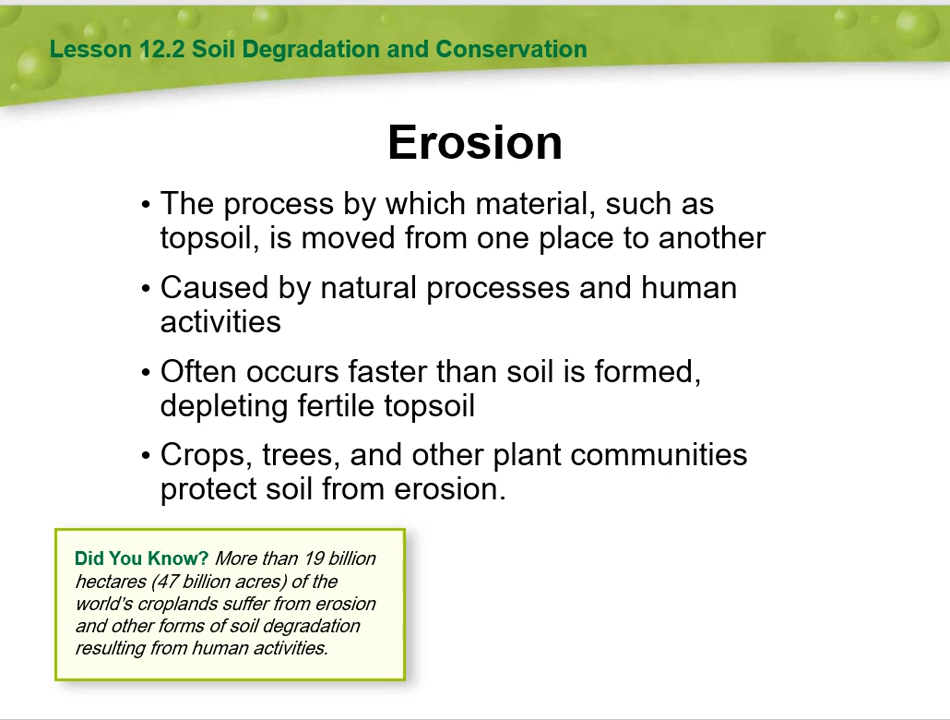 Lesson 12.2 Soil Degradation and Conservation
Erosion
• The process by which material, such as
topsoil, is moved from one place to another
• Caused by natural processes and human
activities
• Often occurs faster than soil is formed,
depleting fertile topsoil
• Crops, trees, and other plant communities
protect soil from erosion.
Did You Know? More than 19 billion
hectares (47 billion acres) of the
world's croplands suffer from erosion
and other forms of soil degradation
resulting from human activities.